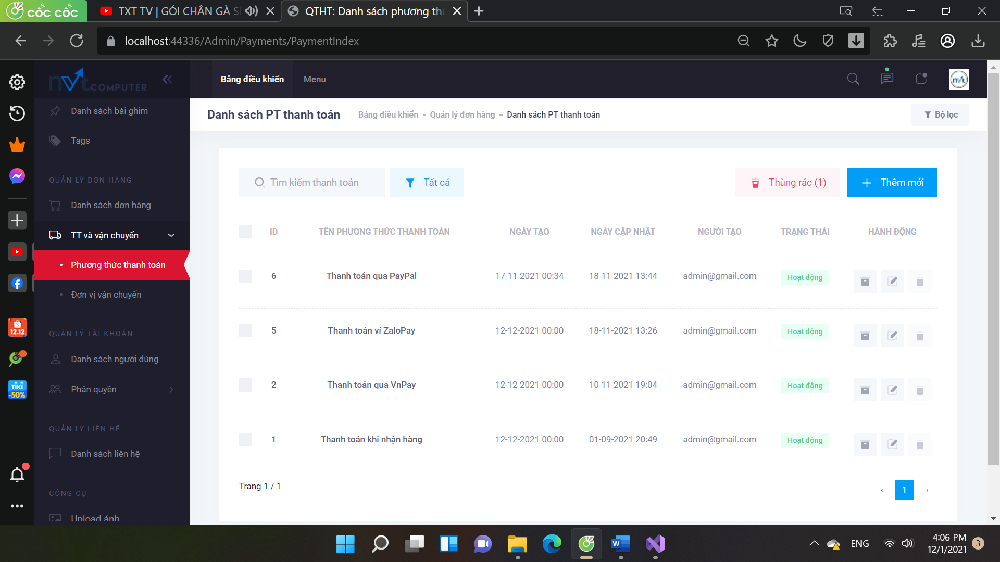 cốc cốc
TXT TV | GỎI CHÂN GÀ S
QTHT: Danh sách phương thứ
localhost:44336/Admin/Payments/PaymentIndex
nvt COMPUTER
Bảng điều khiển
Menu
nvt
Danh sách bài ghim
Tags
QUẢN LÝ ĐƠN HÀNG
Danh sách đơn hàng
TT và vận chuyển
Phương thức thanh toán
Đơn vị vận chuyển
QUẢN LÝ TÀI KHOẢN
Danh sách người dùng
Phân quyền
QUẢN LÝ LIÊN HỆ
Danh sách liên hệ
CÔNG CỤ
Upload ảnh
12.12
TIKI
-50%
Danh sách PT thanh toán
Bảng điều khiển - Quản lý đơn hàng - Danh sách PT thanh toán
Bộ lọc
Tìm kiếm thanh toán
Tất cả
Thùng rác (1)
Thêm mới
ID TÊN PHƯƠNG THỨC THANH TOÁN NGÀY TẠO NGÀY CẬP NHẬT NGƯỜI TẠO TRẠNG THÁI HÀNH ĐỘNG
6 Thanh toán qua PayPal 17-11-2021 00:34 18-11-2021 13:44 admin@gmail.com Hoạt động
5 Thanh toán ví ZaloPay 12-12-2021 00:00 18-11-2021 13:26 admin@gmail.com Hoạt động
2 Thanh toán qua VnPay 12-12-2021 00:00 10-11-2021 19:04 admin@gmail.com Hoạt động
1 Thanh toán khi nhận hàng 12-12-2021 00:00 01-09-2021 20:49 admin@gmail.com Hoạt động
Trang 1 / 1
‹ 1 ›
W
ENG
4:06 PM
12/1/2021
3